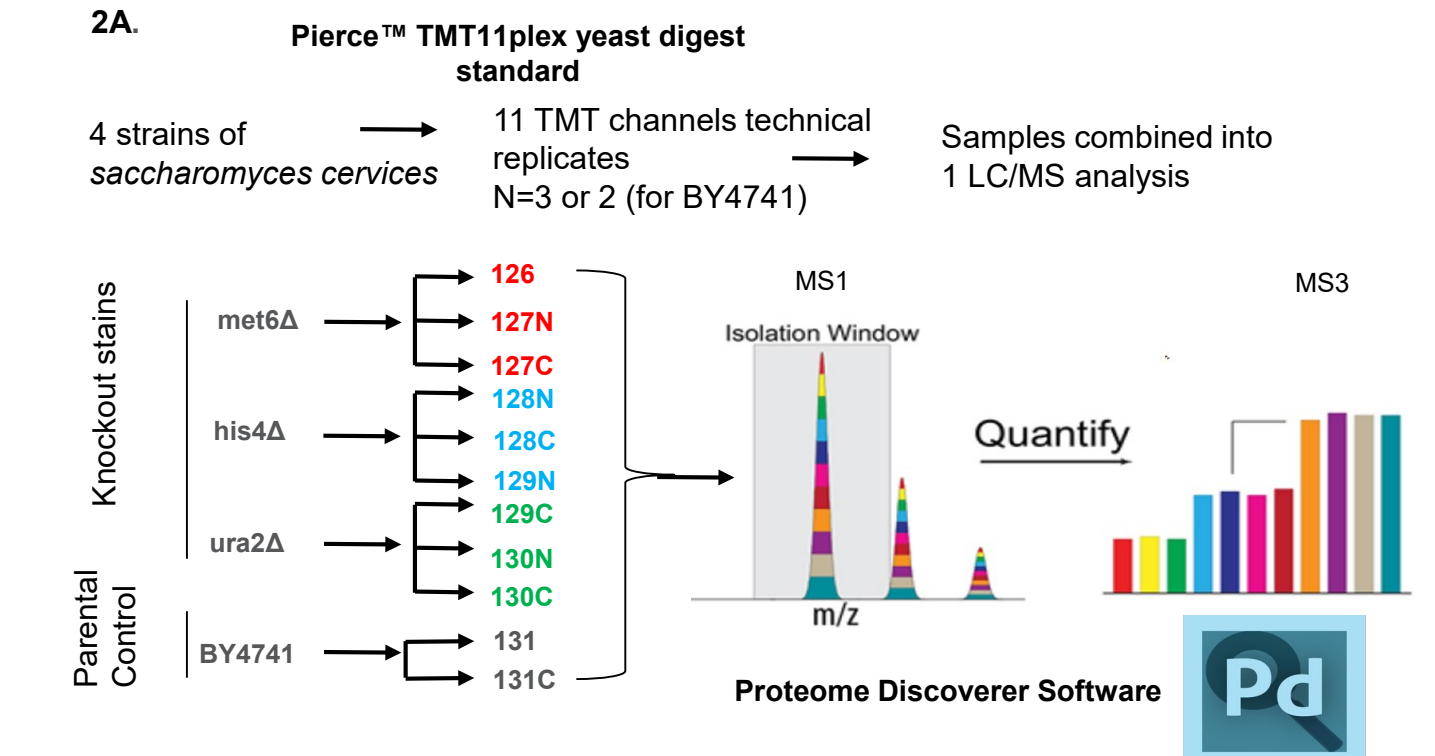 2A.
Pierce™ TMT11plex yeast digest
standard
4 strains of
saccharomyces cervices
11 TMT channels technical
replicates
N=3 or 2 (for BY4741)
Samples combined into
1 LC/MS analysis
Knockout stains
met6Δ
126
127N
127C
his4Δ
128N
128C
129N
ura2Δ
129C
130N
130C
Parental
Control
BY4741
131
131C
MS1
Isolation Window
m/z
Quantify
MS3
Proteome Discoverer Software
Pd